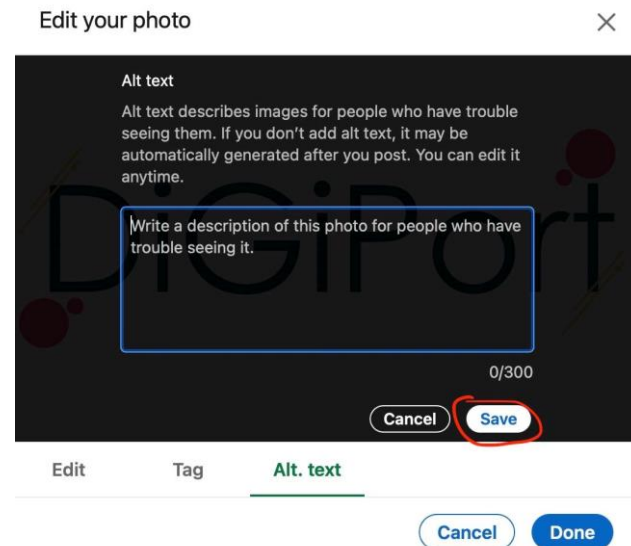 Edit your photo
Alt text
Alt text describes images for people who have trouble
seeing them. If you don't add alt text, it may be
automatically generated after you post. You can edit it
anytime.
Write a description of this photo for people who have
trouble seeing it.
DiGiPort
0/300
Cancel Save
Edit Tag Alt. text
Cancel Done